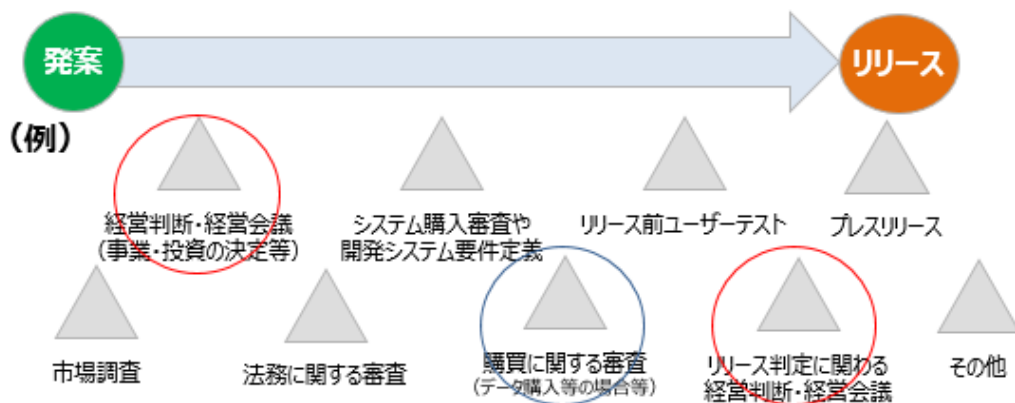 発案
リリース
(例)
経営判断・経営会議
(事業・投資の決定等)
システム購入審査や
開発システム要件定義
リリース前ユーザーテスト
プレスリリース
市場調査
法務に関する審査
購買に関する審査
(データ購入等の場合等)
リリース判定に関わる
経営判断・経営会議
その他